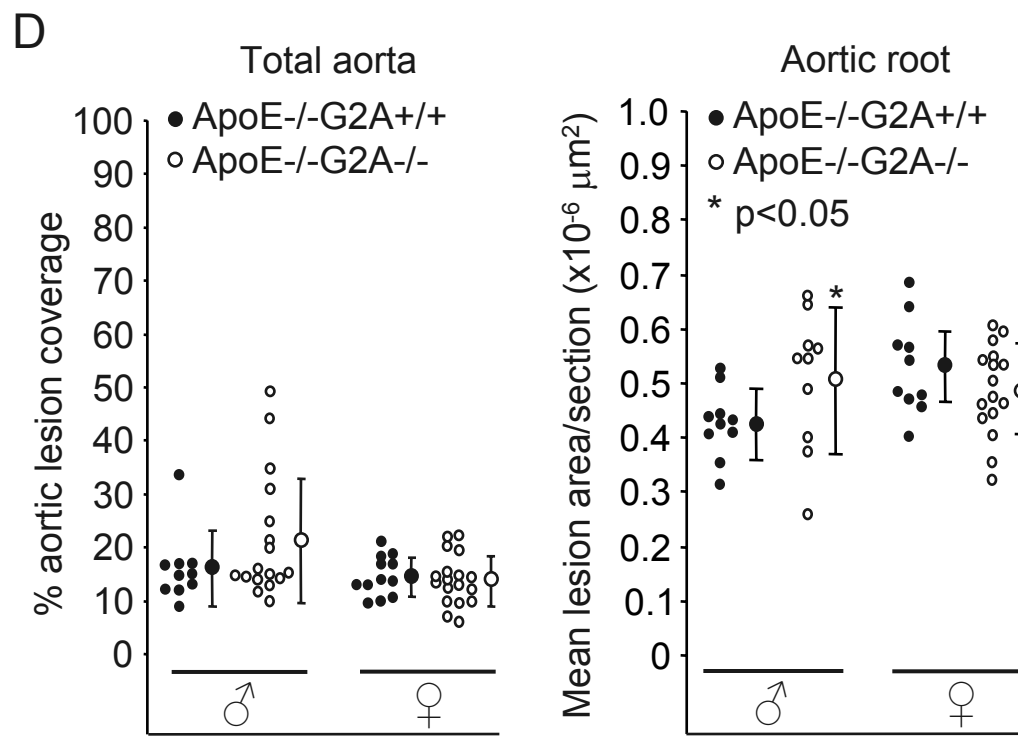 D
Total aorta
● ApoE-/-G2A+/+
○ ApoE-/-G2A-/-
% aortic lesion coverage
100
90
80
70
60
50
40
30
20
10
0
♂ ♀
Aortic root
● ApoE-/-G2A+/+
○ ApoE-/-G2A-/-
* p<0.05
Mean lesion area/section (x10⁻⁶ μm²)
1.0
0.9
0.8
0.7
0.6
0.5
0.4
0.3
0.2
0.1
0
*
♂ ♀